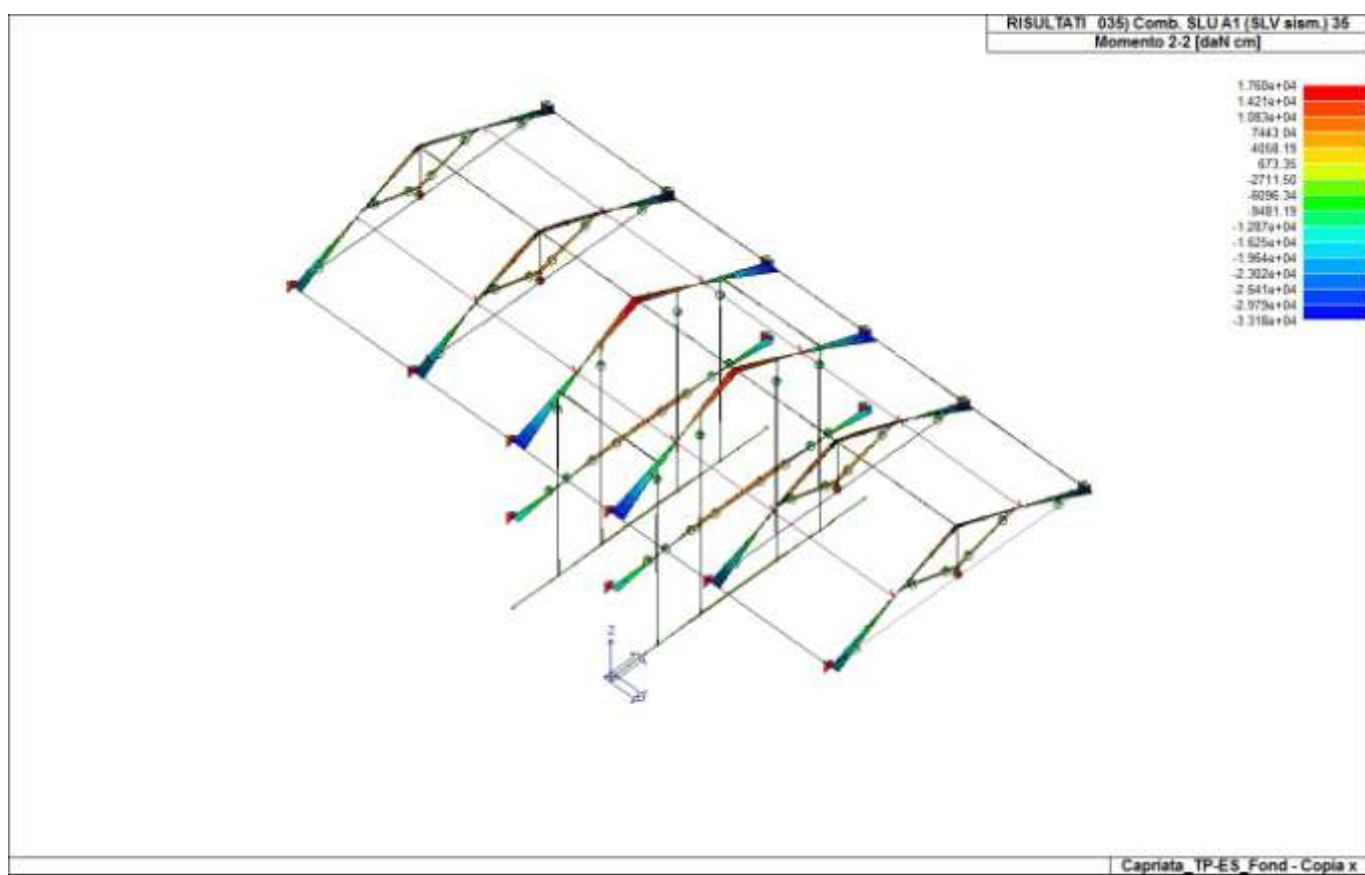 RISULTATI 035) Comb. SLU A1 (SLV sism.) 35
Momento 2-2 [daN cm]
1.760e+04
1.421e+04
1.083e+04
7443.04
4058.19
673.35
-2711.50
-6096.34
-9481.19
-1.287e+04
-1.625e+04
-1.964e+04
-2.302e+04
-2.641e+04
-2.979e+04
-3.318e+04
Capriata_TP-ES_Fond - Copia x